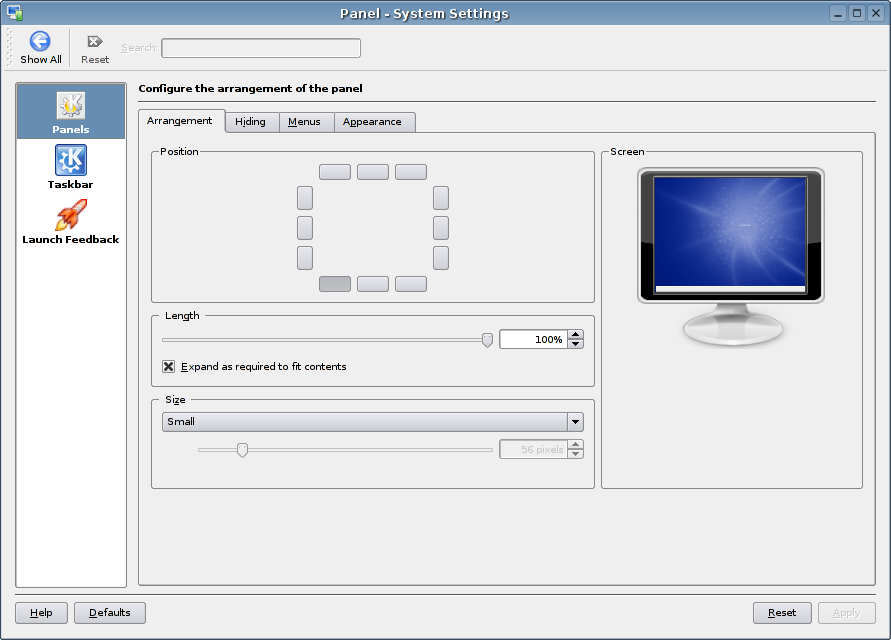 Panel - System Settings
Show All
Reset
Search:
Panels
Taskbar
Launch Feedback
Configure the arrangement of the panel
Arrangement
Hiding
Menus
Appearance
Position
Screen
Length
100%
Expand as required to fit contents
Size
Small
56 pixels
Help
Defaults
Reset
Apply